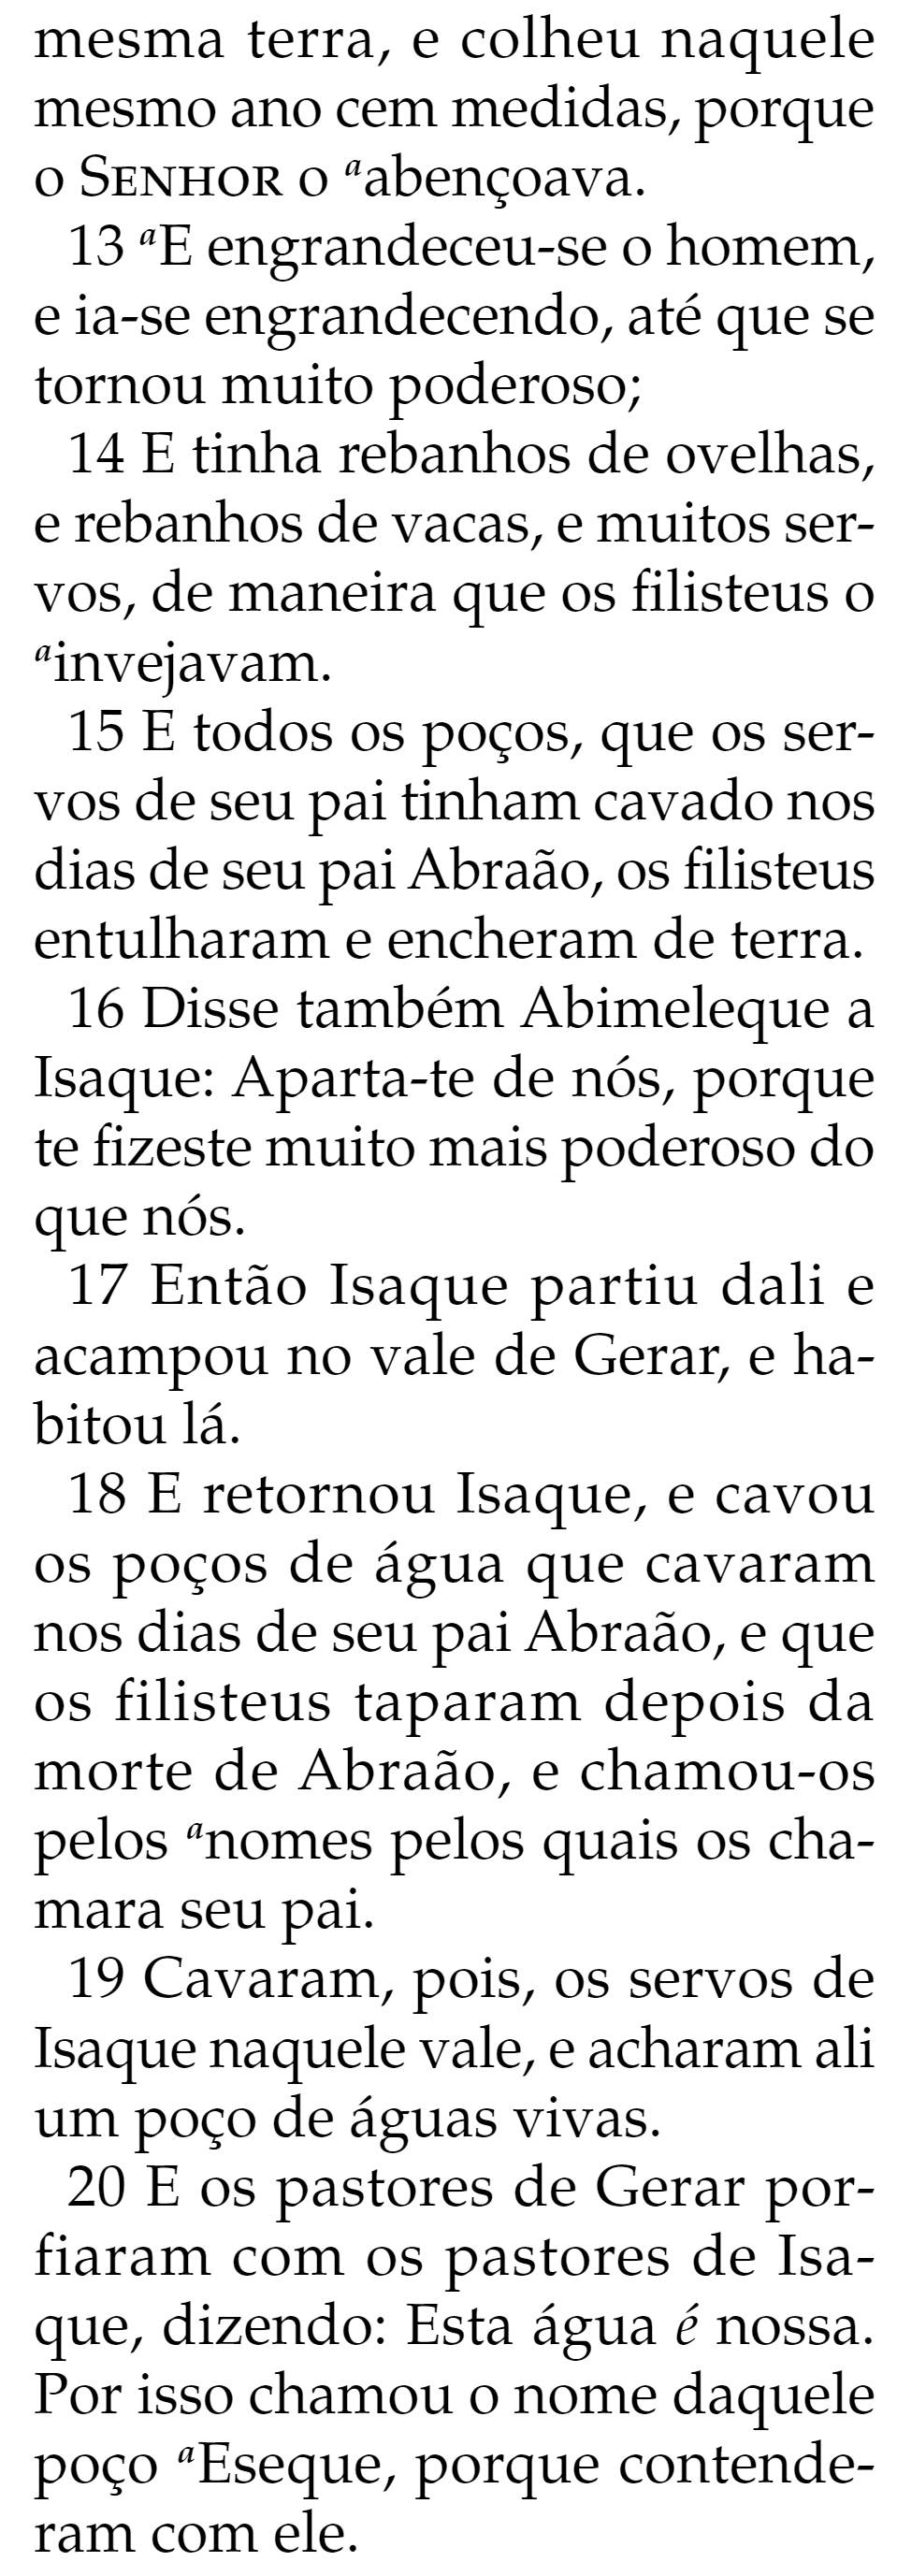 mesma terra, e colheu naquele
mesmo ano cem medidas, porque
o SENHOR o ᵃabençoava.
13 ᵃE engrandeceu-se o homem,
e ia-se engrandecendo, até que se
tornou muito poderoso;
14 E tinha rebanhos de ovelhas,
e rebanhos de vacas, e muitos ser-
vos, de maneira que os filisteus o
ᵃinvejavam.
15 E todos os poços, que os ser-
vos de seu pai tinham cavado nos
dias de seu pai Abraão, os filisteus
entulharam e encheram de terra.
16 Disse também Abimeleque a
Isaque: Aparta-te de nós, porque
te fizeste muito mais poderoso do
que nós.
17 Então Isaque partiu dali e
acampou no vale de Gerar, e ha-
bitou lá.
18 E retornou Isaque, e cavou
os poços de água que cavaram
nos dias de seu pai Abraão, e que
os filisteus taparam depois da
morte de Abraão, e chamou-os
pelos ᵃnomes pelos quais os cha-
mara seu pai.
19 Cavaram, pois, os servos de
Isaque naquele vale, e acharam ali
um poço de águas vivas.
20 E os pastores de Gerar por-
fiaram com os pastores de Isa-
que, dizendo: Esta água é nossa.
Por isso chamou o nome daquele
poço ᵃEseque, porque contende-
ram com ele.